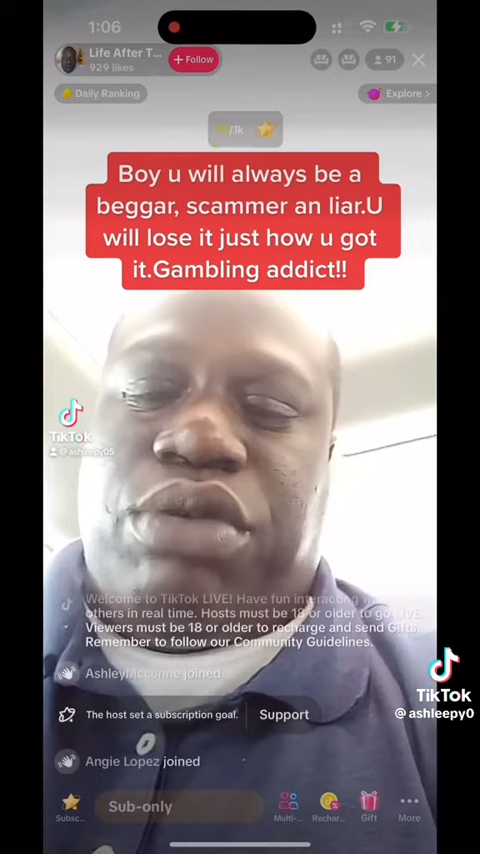 1:06
Life After T...
929 likes
+ Follow
91
Daily Ranking
Explore >
/1k
Boy u will always be a
beggar, scammer an liar.U
will lose it just how u got
it.Gambling addict!!
TikTok
@ashleepy05
Welcome to TikTok LIVE! Have fun interacting
others in real time. Hosts must be 18 or older to go LIVE.
Viewers must be 18 or older to recharge and send Gifts.
Remember to follow our Community Guidelines.
AshleyMccunne joined
The host set a subscription goal.
Support
TikTok
@ashleepy0
Angie Lopez joined
Subsc...
Sub-only
Multi-...
Rechar...
Gift
More